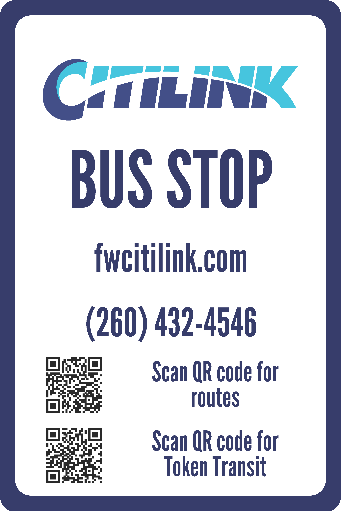 CITILINK
BUS STOP
fwcitilink.com
(260) 432-4546
Scan QR code for
routes
Scan QR code for
Token Transit